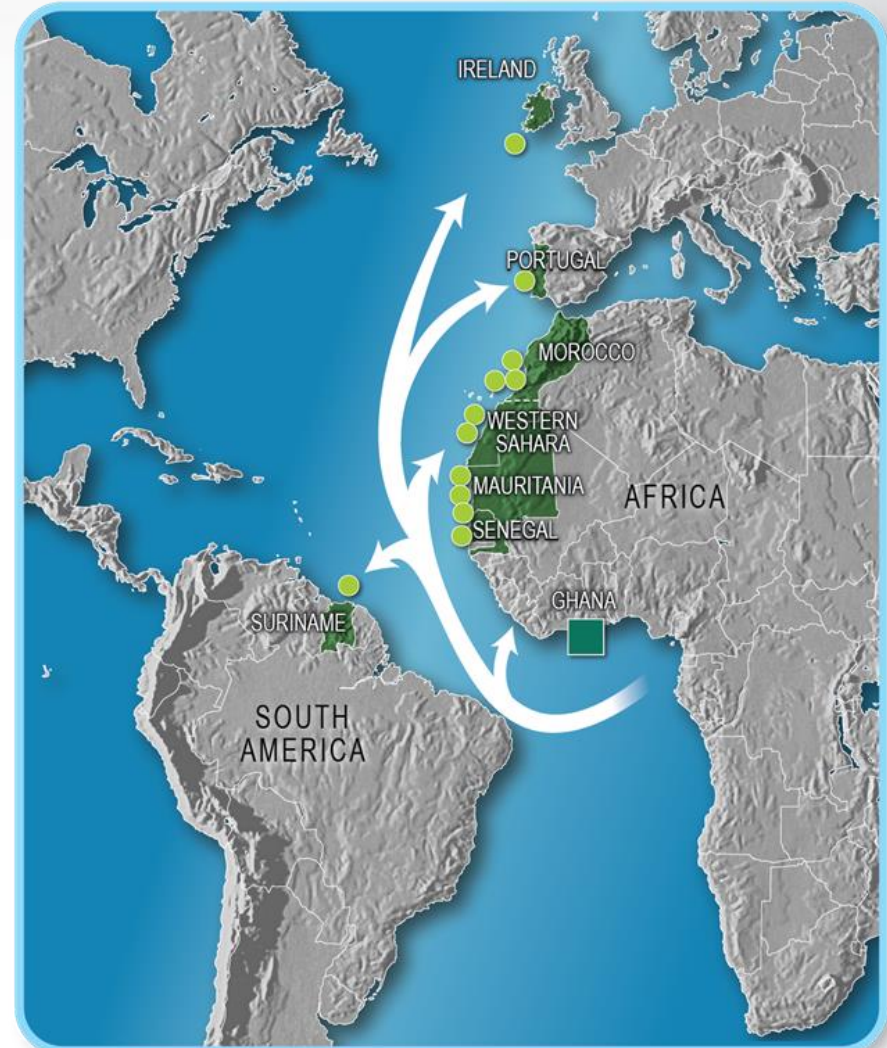 IRELAND
PORTUGAL
MOROCCO
WESTERN
SAHARA
MAURITANIA
AFRICA
SENEGAL
GHANA
SURINAME
SOUTH
AMERICA